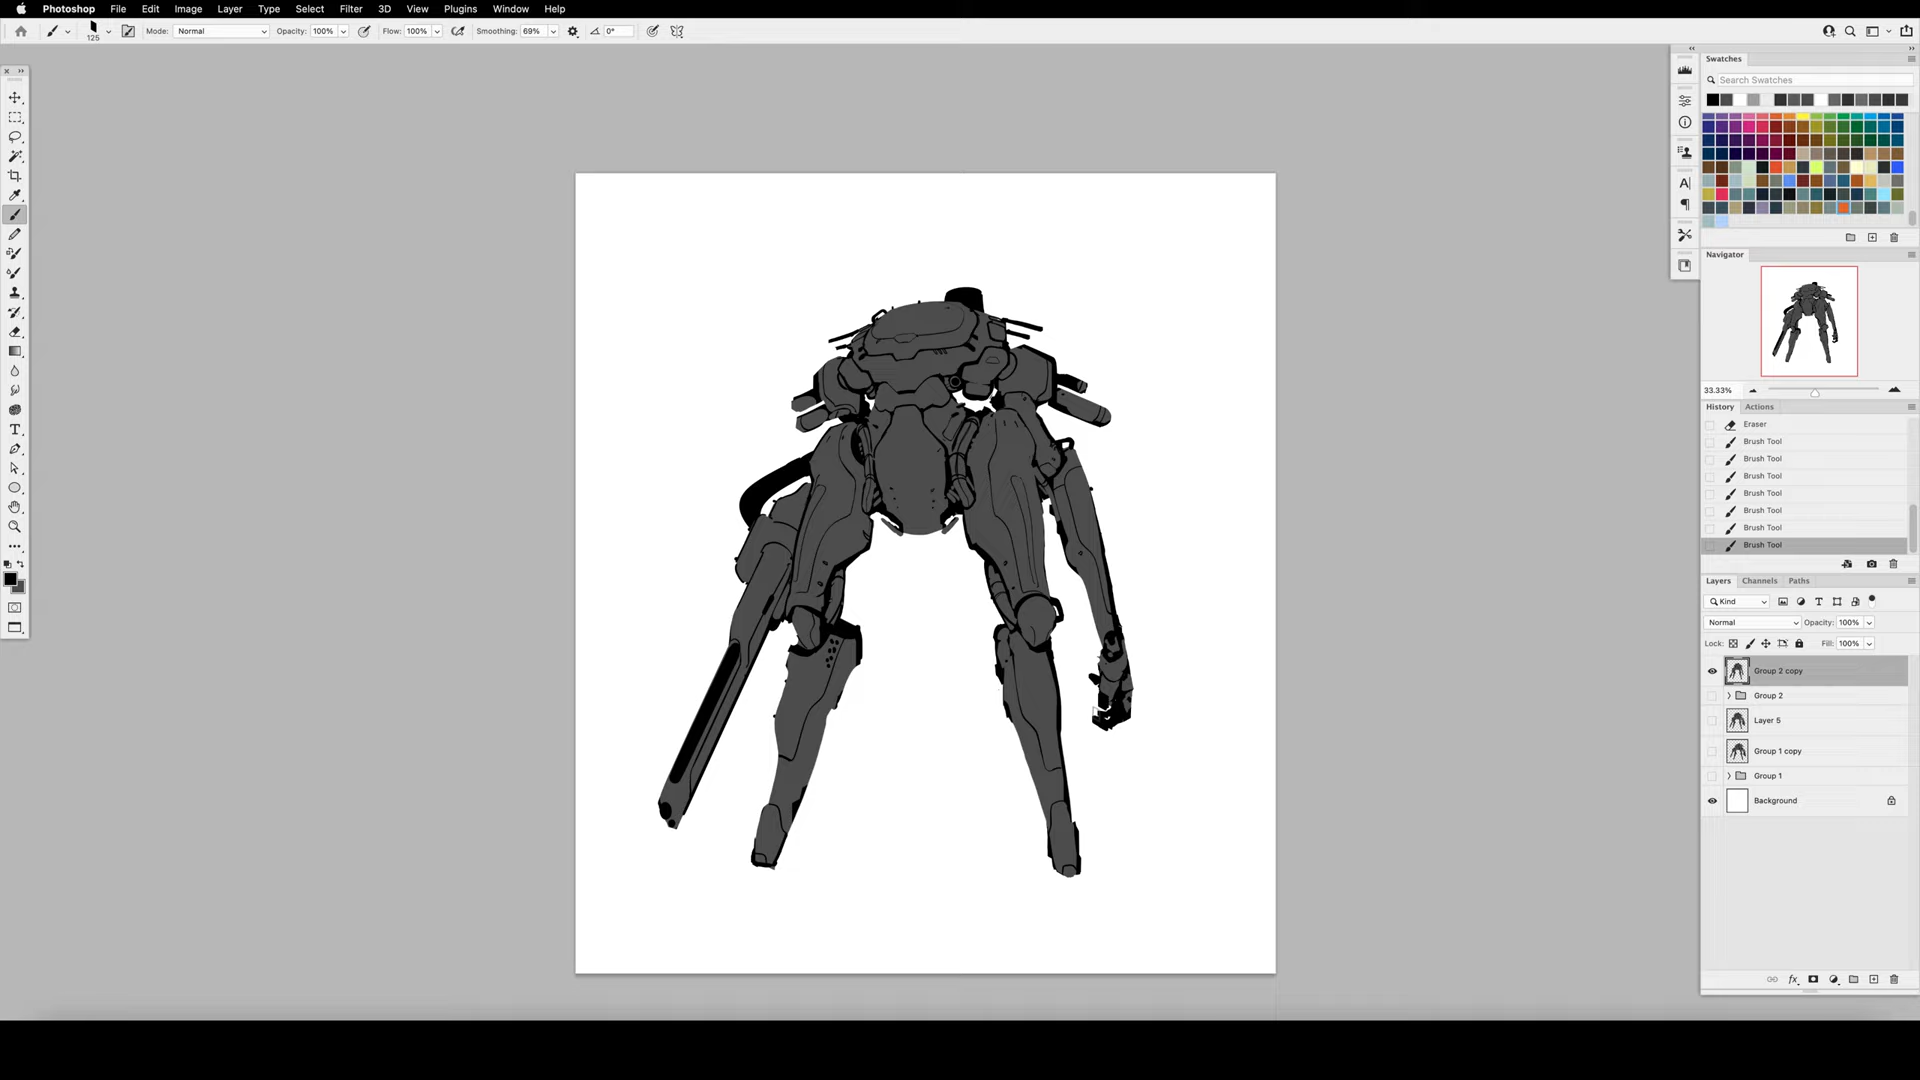 Photoshop File Edit Image Layer Type Select Filter 3D View Plugins Window Help
125 Mode: Normal Opacity: 100% Flow: 100% Smoothing: 69% 0°
Swatches
Search Swatches
Navigator
33.33%
History Actions
Eraser
Brush Tool
Brush Tool
Brush Tool
Brush Tool
Brush Tool
Brush Tool
Brush Tool
Layers Channels Paths
Kind
Normal Opacity: 100%
Lock: Fill: 100%
Group 2 copy
Group 2
Layer 5
Group 1 copy
Group 1
Background